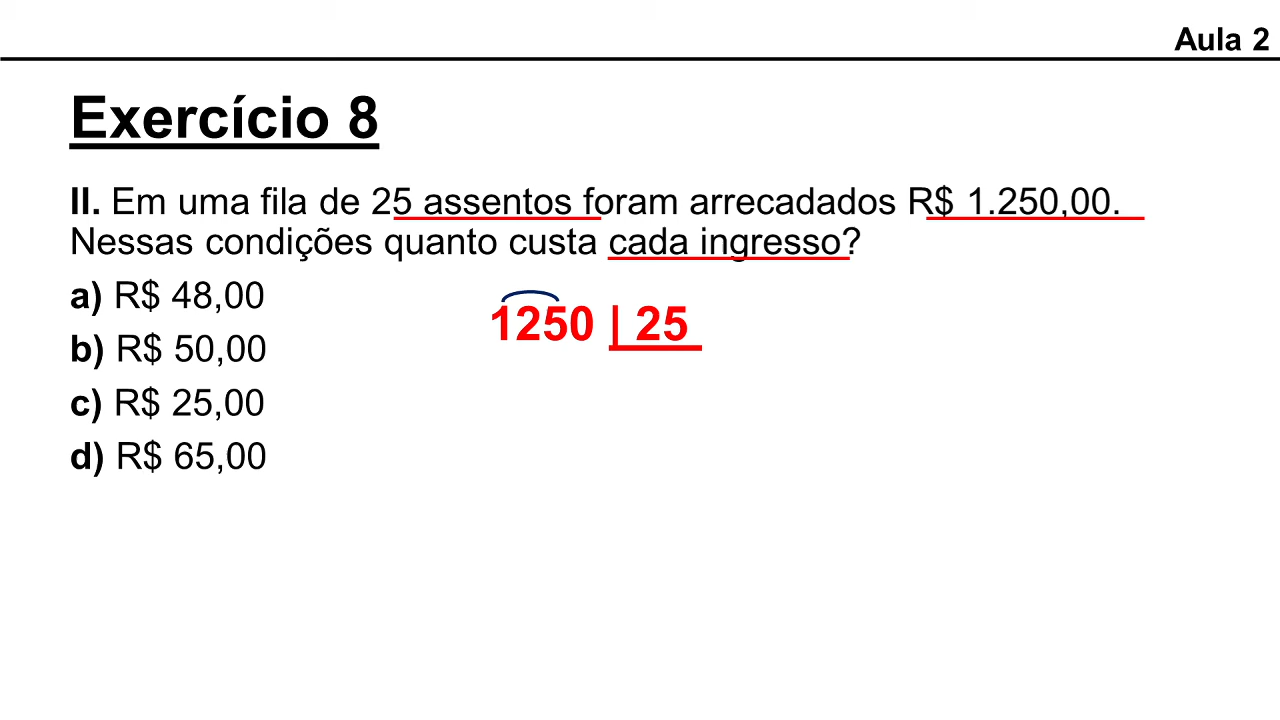 Aula 2
Exercício 8
II. Em uma fila de 25 assentos foram arrecadados R$ 1.250,00.
Nessas condições quanto custa cada ingresso?
a) R$ 48,00
1250 | 25
b) R$ 50,00
c) R$ 25,00
d) R$ 65,00